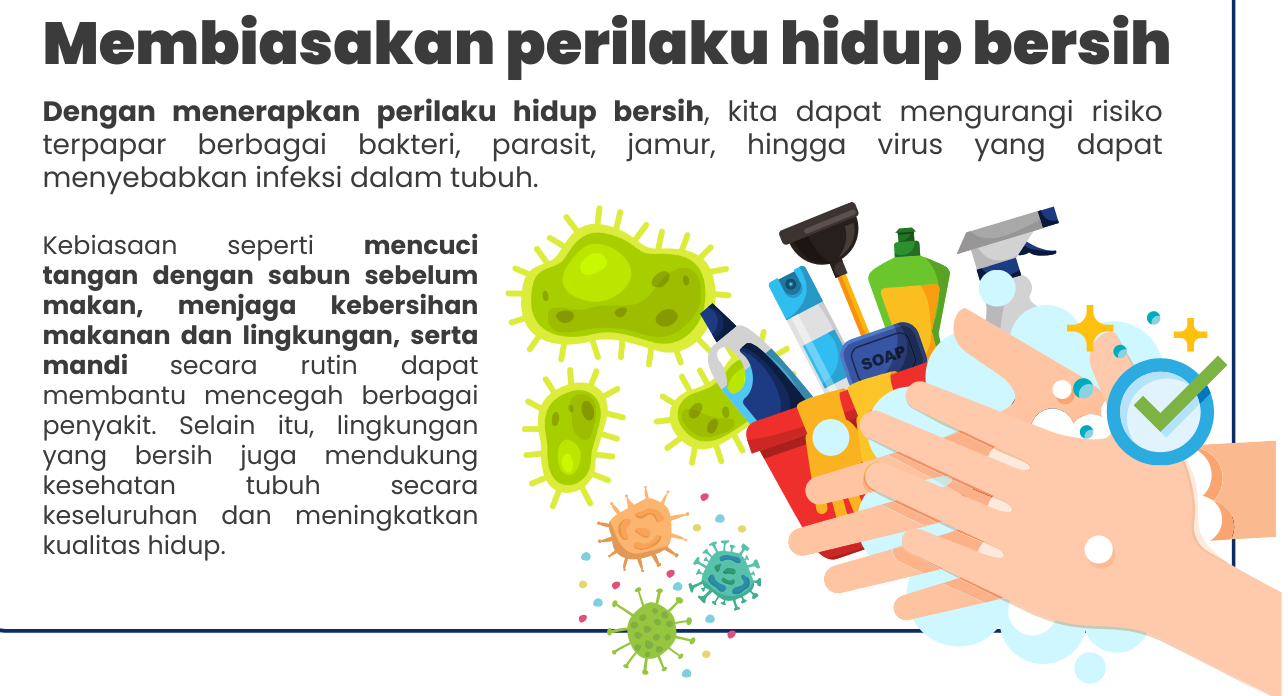 Membiasakan perilaku hidup bersih
Dengan menerapkan perilaku hidup bersih, kita dapat mengurangi risiko
terpapar berbagai bakteri, parasit, jamur, hingga virus yang dapat
menyebabkan infeksi dalam tubuh.
Kebiasaan seperti mencuci
tangan dengan sabun sebelum
makan, menjaga kebersihan
makanan dan lingkungan, serta
mandi secara rutin dapat
membantu mencegah berbagai
penyakit. Selain itu, lingkungan
yang bersih juga mendukung
kesehatan tubuh secara
keseluruhan dan meningkatkan
kualitas hidup.
SOAP